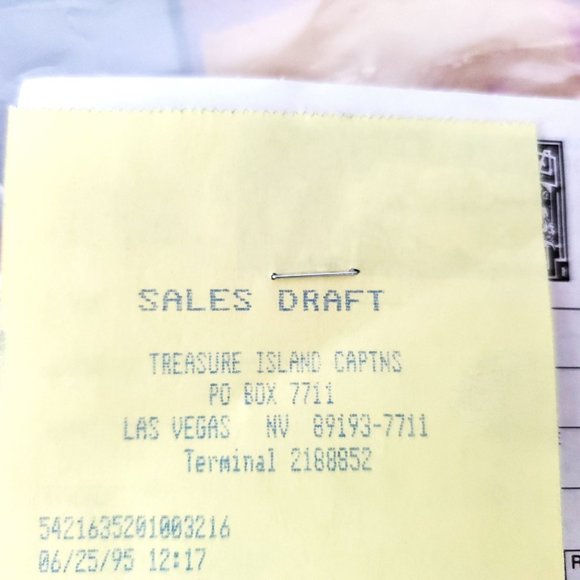 SALES DRAFT
TREASURE ISLAND CAPTNS
PO BOX 7711
LAS VEGAS NV 89193-7711
Terminal 2188852
5421635201003216
06/25/95 12:17
P